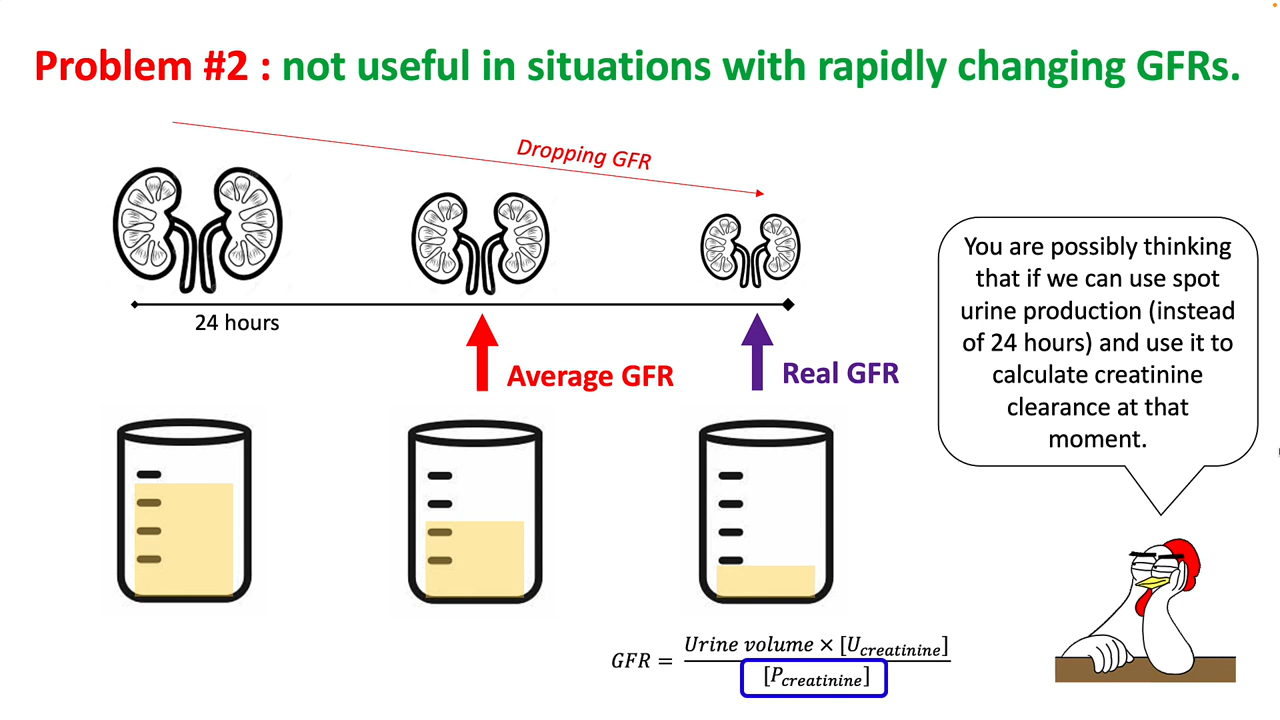 Problem #2 : not useful in situations with rapidly changing GFRs.
Dropping GFR
24 hours
Average GFR
Real GFR
You are possibly thinking
that if we can use spot
urine production (instead
of 24 hours) and use it to
calculate creatinine
clearance at that
moment.
GFR = Urine volume × [U_creatinine]
[P_creatinine]